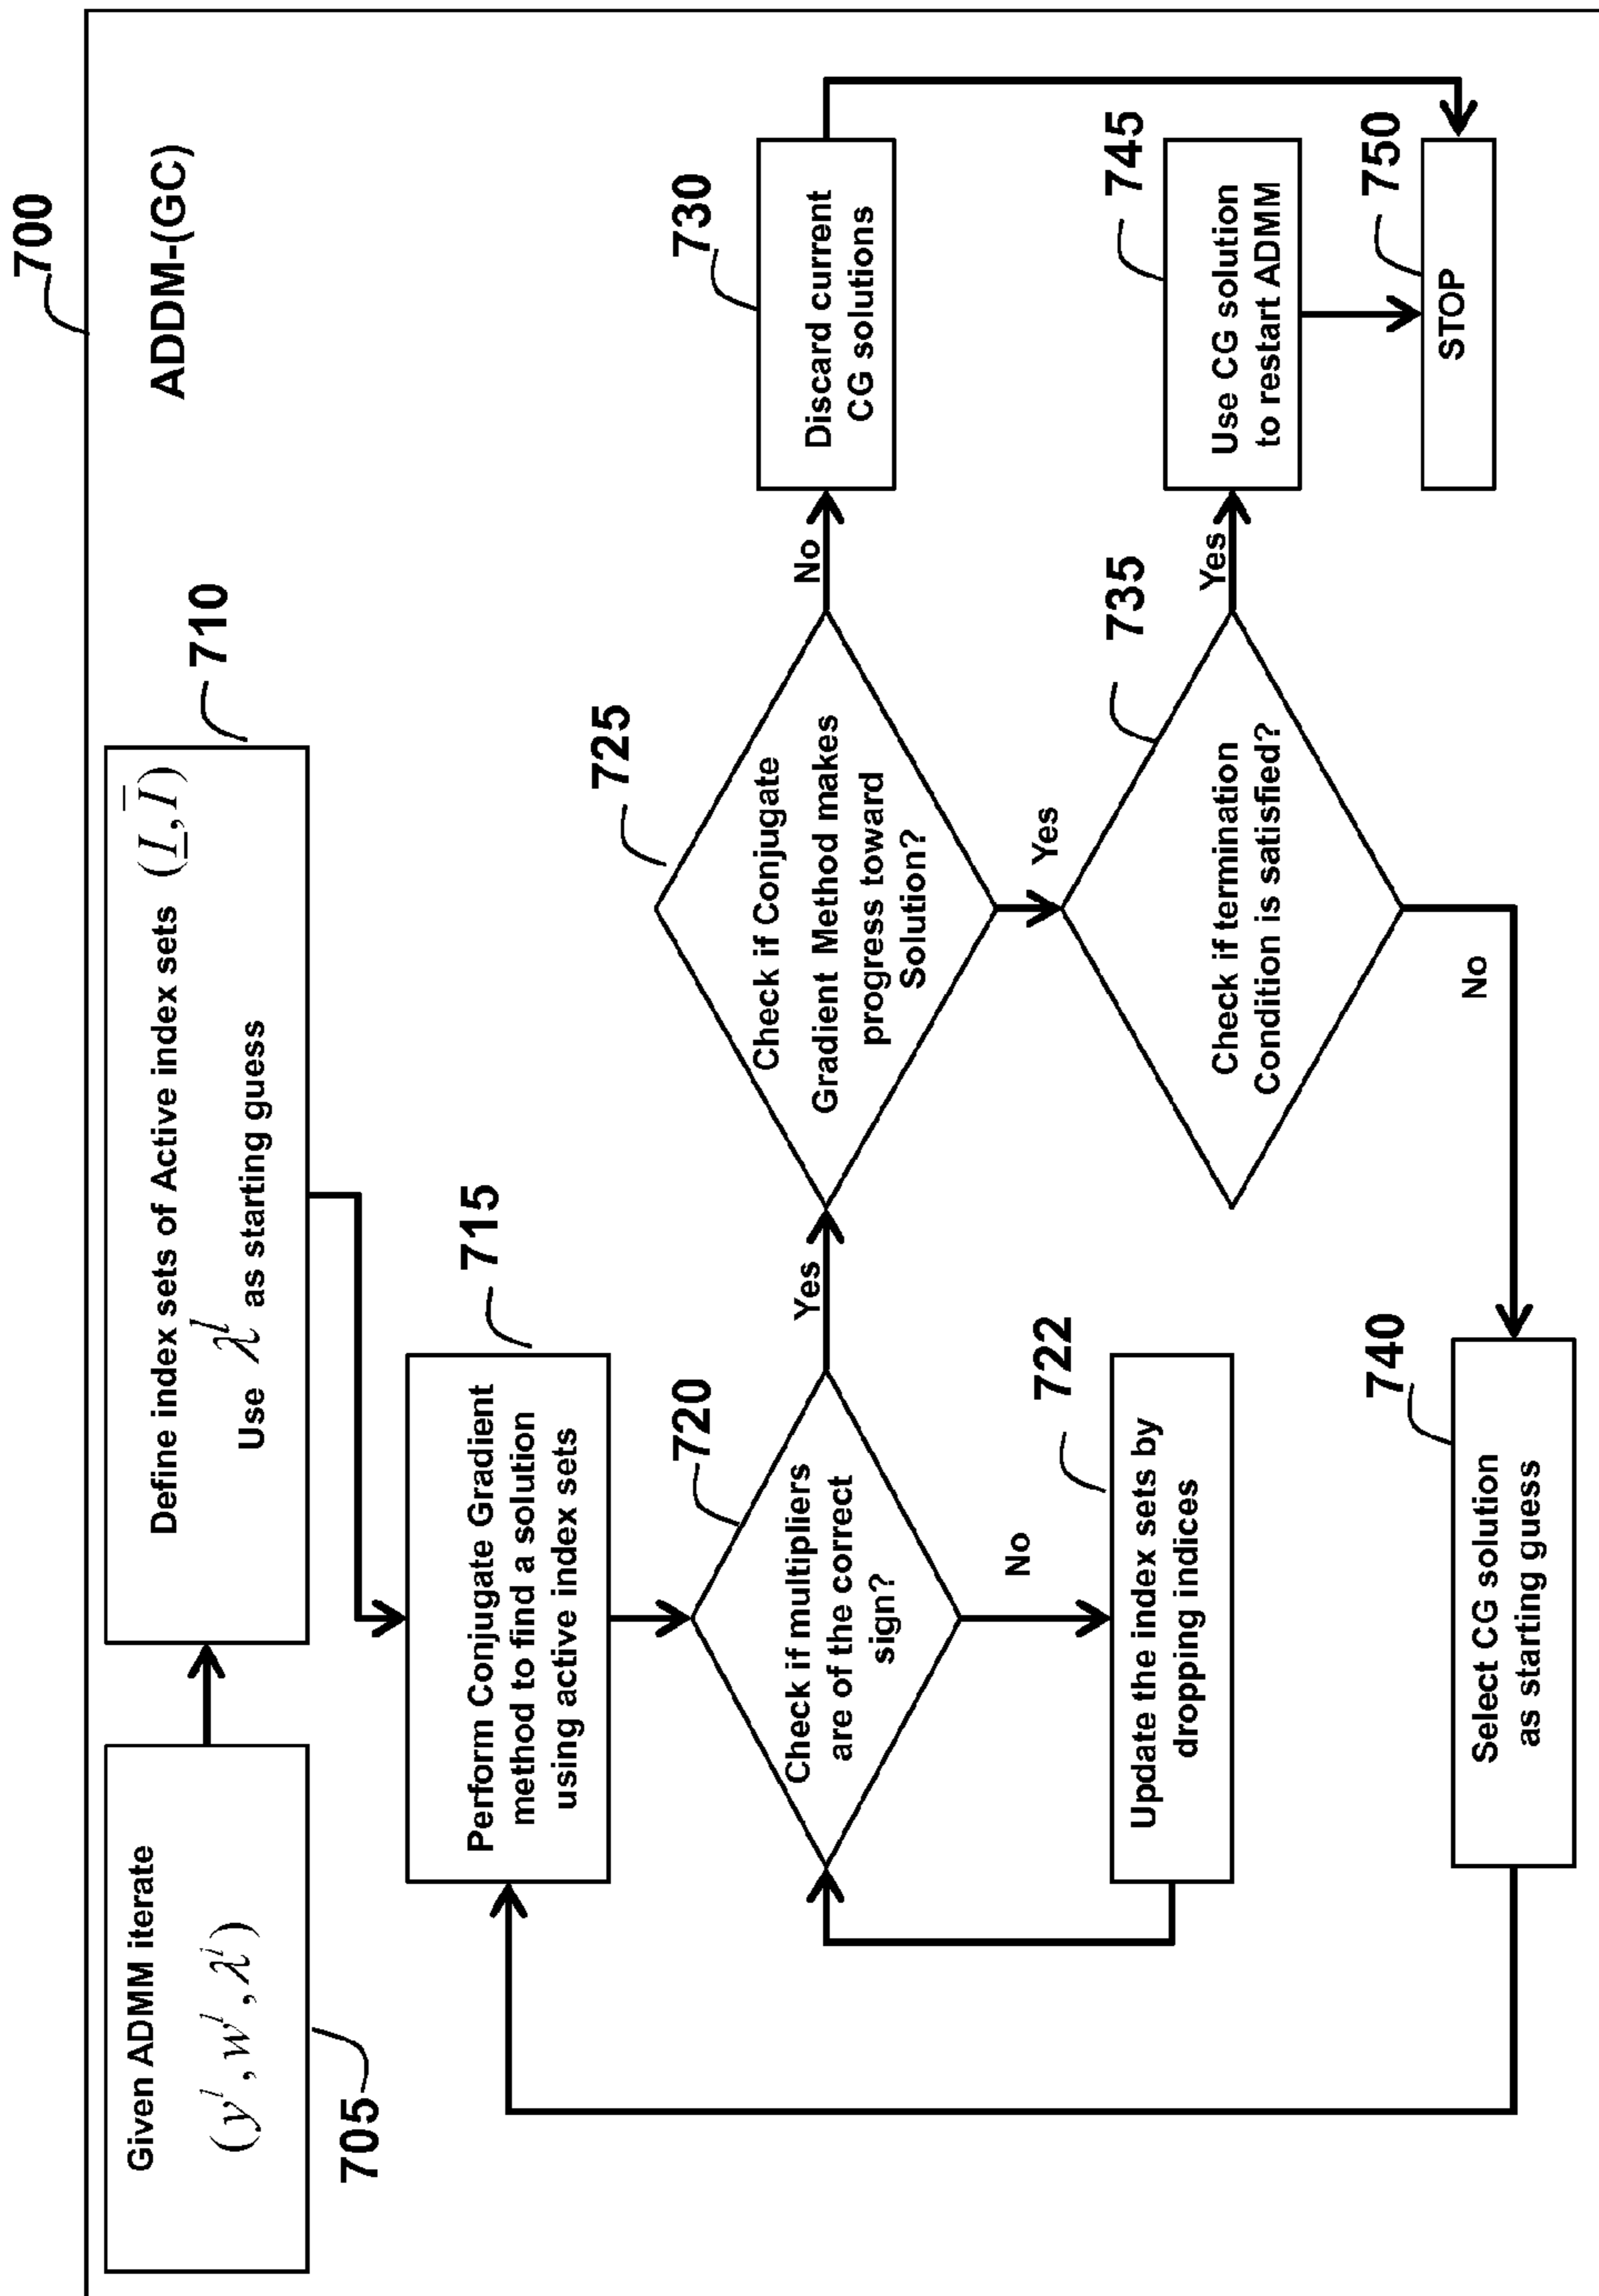 700
ADDM-(GC)
Given ADMM iterate
(y^l, w^l, λ^l)
705
Define index sets of Active index sets (\underline{I}, \overline{I})
Use λ^l as starting guess
710
Perform Conjugate Gradient
method to find a solution
using active index sets
715
Check if multipliers
are of the correct
sign?
720
Yes
No
Update the index sets by
dropping indices
722
Check if Conjugate
Gradient Method makes
progress toward
Solution?
725
No
Yes
Discard current
CG solutions
730
Check if termination
Condition is satisfied?
735
Yes
No
Select CG solution
as starting guess
740
Use CG solution
to restart ADMM
745
STOP
750